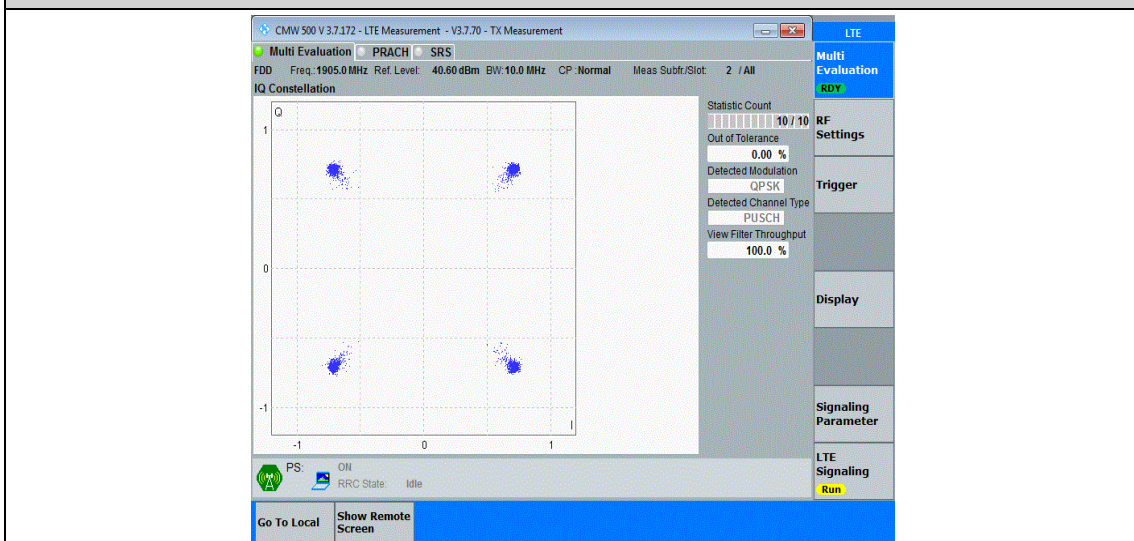 CMW 500 V 3.7.172 - LTE Measurement - V3.7.70 - TX Measurement
LTE
Multi Evaluation PRACH SRS
FDD Freq.: 1905.0 MHz Ref. Level: 40.60 dBm BW: 10.0 MHz CP : Normal Meas Subfr./Slot: 2 / All
IQ Constellation
Q
1
0
-1
-1 0 1
I
Statistic Count
10 / 10
Out of Tolerance
0.00 %
Detected Modulation
QPSK
Detected Channel Type
PUSCH
View Filter Throughput
100.0 %
Multi
Evaluation
RDY
RF
Settings
Trigger
Display
Signaling
Parameter
LTE
Signaling
Run
PS: ON
RRC State: Idle
Go To Local
Show Remote
Screen